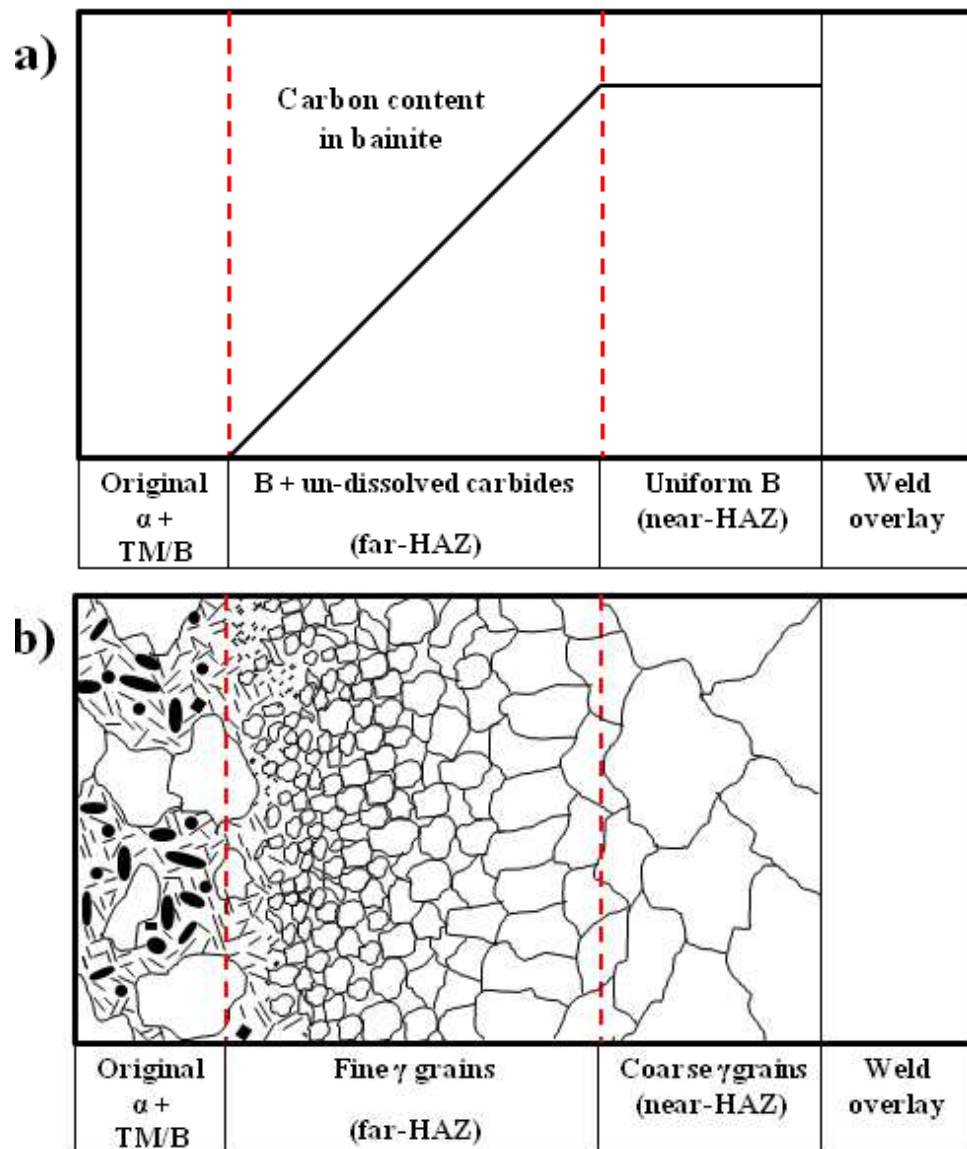 a)
Carbon content
in bainite
Original
α +
TM/B
B + un-dissolved carbides
(far-HAZ)
Uniform B
(near-HAZ)
Weld
overlay
b)
Original
α +
TM/B
Fine γ grains
(far-HAZ)
Coarse γgrains
(near-HAZ)
Weld
overlay